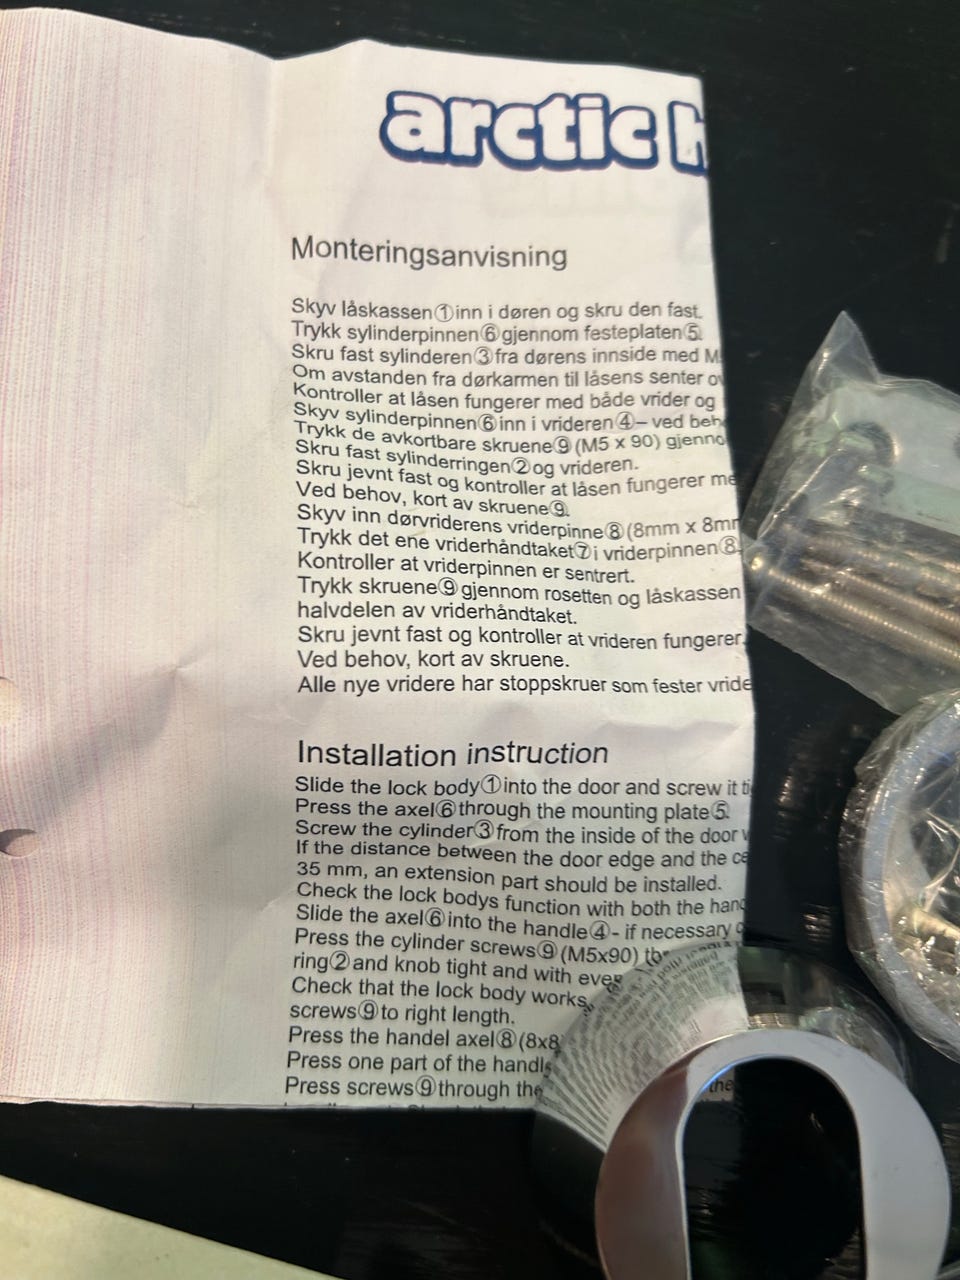 arctic
Monteringsanvisning
Skyv låskassen①inn i døren og skru den fast.
Trykk sylinderpinnen⑥gjennom festeplaten⑤.
Skru fast sylinderen③fra dørens innside med
Om avstanden fra dørkarmen til låsens senter
Kontroller at låsen fungerer med både vrider og
Skyv sylinderpinnen⑥inn i vrideren④– ved
Trykk de avkortbare skruene⑨(M5 x 90)
Skru fast sylinderringen②og vrideren.
Skru jevnt fast og kontroller at låsen fungerer
Ved behov, kort av skruene⑨.
Skyv inn dørvriderens vriderpinne⑧(8mm x
Trykk det ene vriderhåndtaket⑦i vriderpinnen⑧.
Kontroller at vriderpinnen er sentrert.
Trykk skruene⑨gjennom rosetten og låskassen
halvdelen av vriderhåndtaket.
Skru jevnt fast og kontroller at vrideren fungerer.
Ved behov, kort av skruene.
Alle nye vridere har stoppskruer som fester
Installation instruction
Slide the lock body①into the door and screw it
Press the axel⑥through the mounting plate⑤.
Screw the cylinder③from the inside of the door
If the distance between the door edge and the
35 mm, an extension part should be installed.
Check the lock bodys function with both the
Slide the axel⑥into the handle④- if necessary
Press the cylinder screws⑨(M5x90)
ring②and knob tight and with
Check that the lock body works,
screws⑨to right length.
Press the handel axel⑧(8x8
Press one part of the
Press screws⑨through the
the